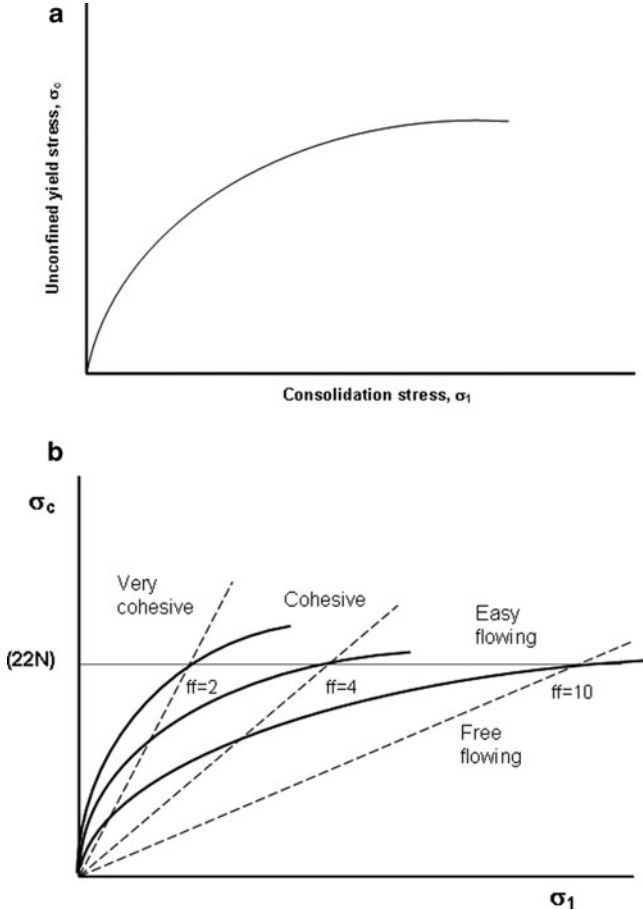 a
Unconfined yield stress, σc
Consolidation stress, σ1
b
σc
Very
cohesive
Cohesive
Easy
flowing
(22N)
ff=2
ff=4
ff=10
Free
flowing
σ1